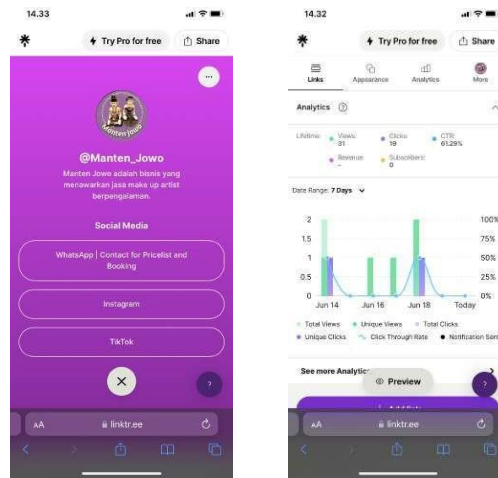 14.33
Try Pro for free
Share
Manten Jowo
@Manten_Jowo
Manten Jowo adalah bisnis yang
menawarkan jasa make up artist
berpengalaman.
Social Media
WhatsApp | Contact for Pricelist and
Booking
Instagram
TikTok
?
AA
linktr.ee
14.32
Try Pro for free
Share
Links
Appearance
Analytics
More
Analytics
Lifetime:
Views:
31
Clicks:
19
CTR:
61.29%
Revenue:
-
Subscribers:
0
Date Range: 7 Days
2
1.5
1
0.5
0
100%
75%
50%
25%
0%
Jun 14
Jun 16
Jun 18
Today
Total Views
Unique Views
Total Clicks
Unique Clicks
Click Through Rate
Notification Sent
See more Analytic
Preview
?
AA
linktr.ee